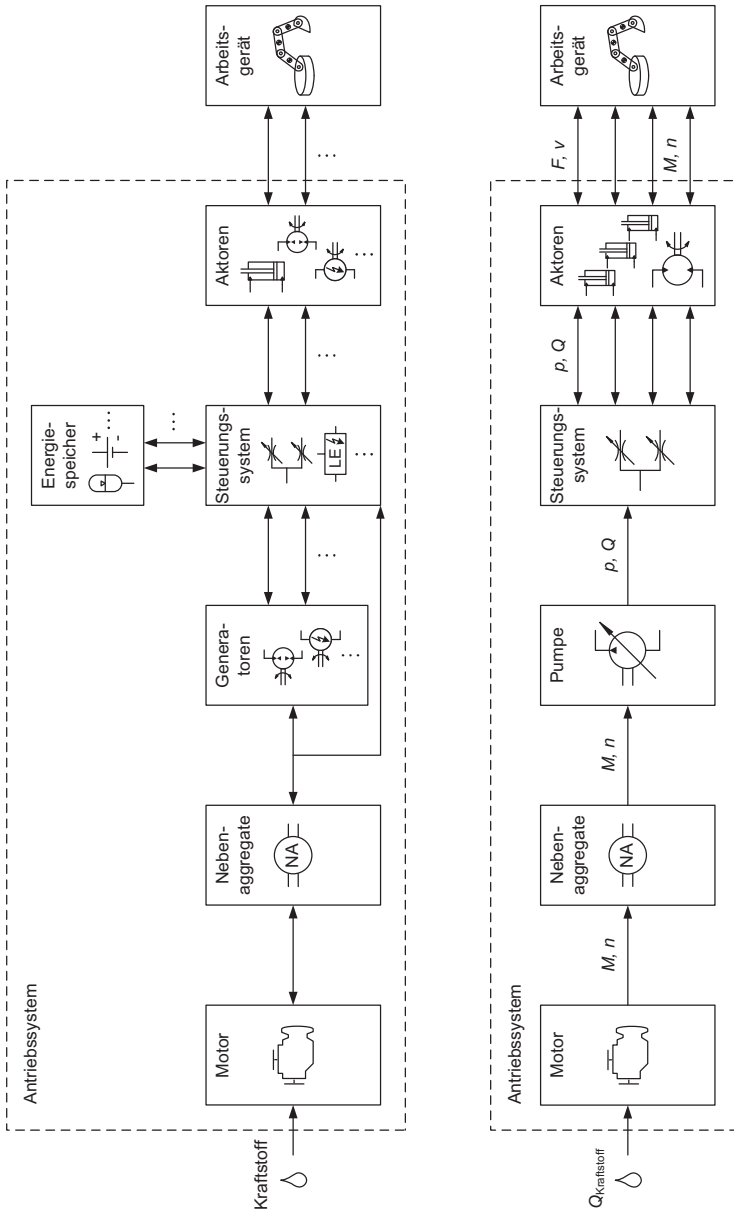 Antriebssystem
Kraftstoff
Motor
Neben-
aggregate
NA
Genera-
toren
...
...
Energie-
speicher
+
-
...
...
Steuerungs-
system
LE
...
...
Aktoren
...
...
Arbeits-
gerät
Antriebssystem
QKraftstoff
Motor
M, n
Neben-
aggregate
NA
M, n
Pumpe
p, Q
Steuerungs-
system
p, Q
Aktoren
F, v
M, n
Arbeits-
gerät